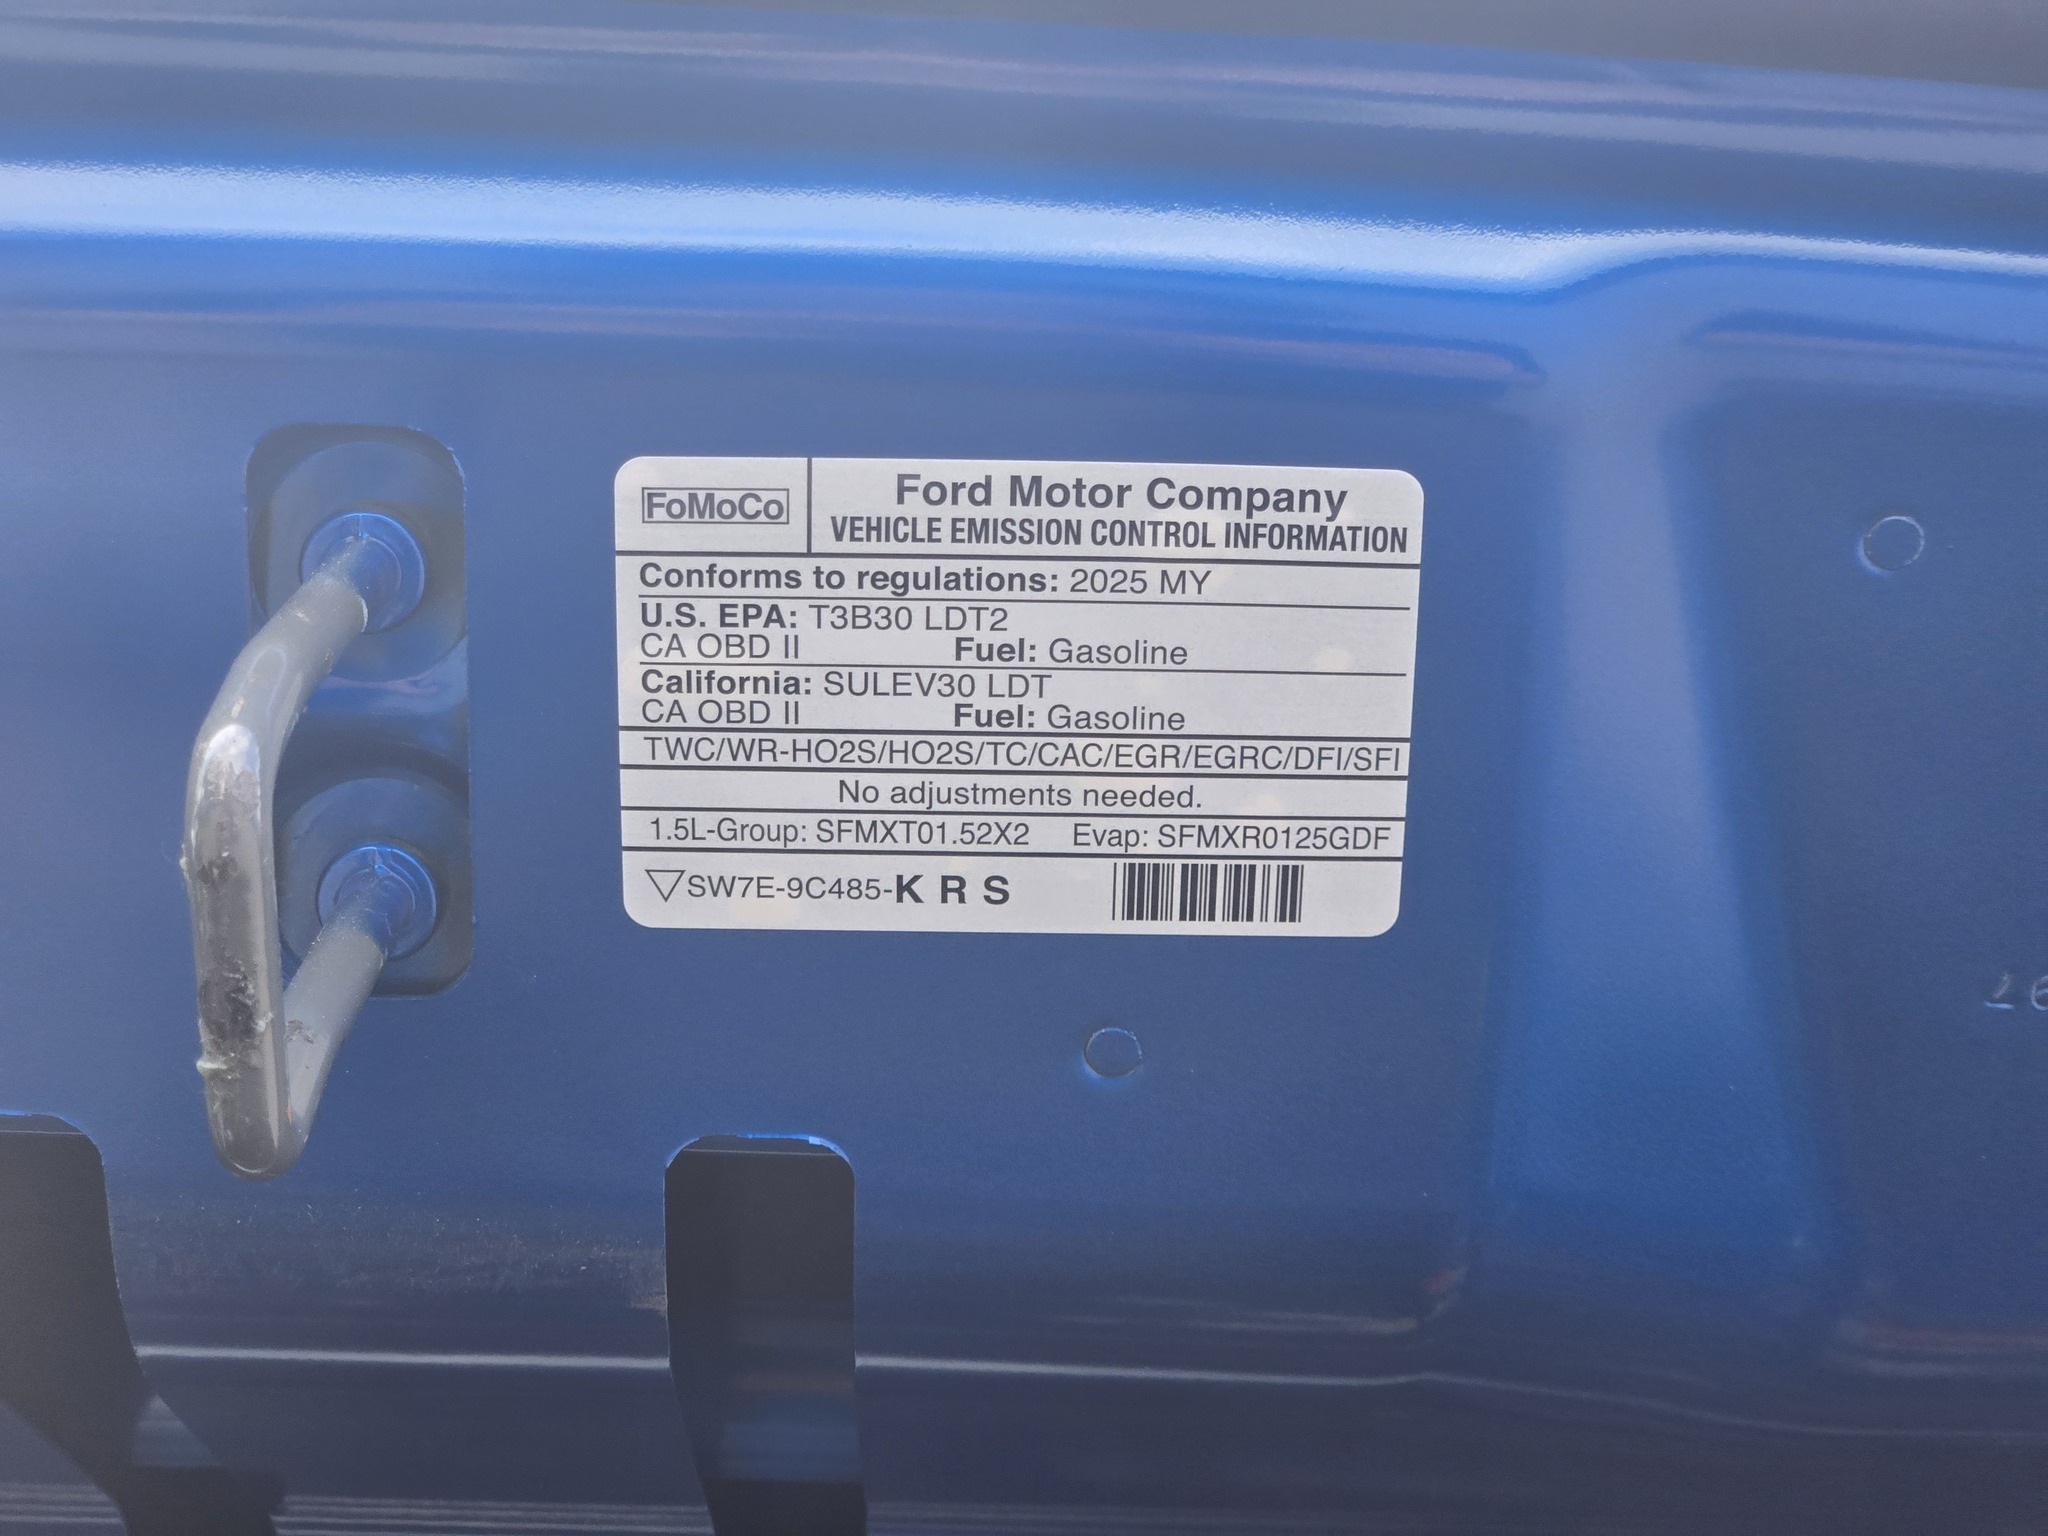 FoMoCo
Ford Motor Company
VEHICLE EMISSION CONTROL INFORMATION
Conforms to regulations: 2025 MY
U.S. EPA: T3B30 LDT2
CA OBD II Fuel: Gasoline
California: SULEV30 LDT
CA OBD II Fuel: Gasoline
TWC/WR-HO2S/HO2S/TC/CAC/EGR/EGRC/DFI/SFI
No adjustments needed.
1.5L-Group: SFMXT01.52X2 Evap: SFMXR0125GDF
▽SW7E-9C485-K R S